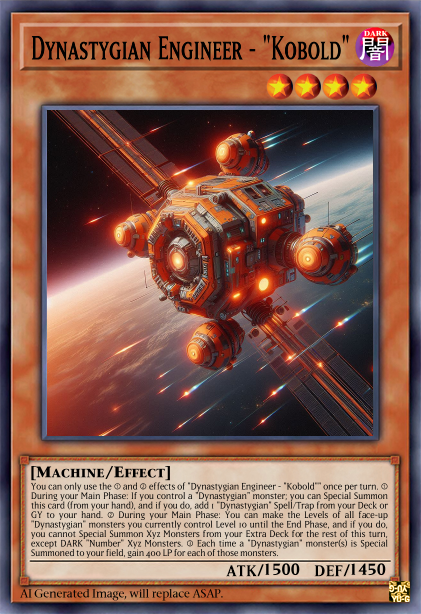 Dynastygian Engineer - "Kobold"
DARK
闇
[Machine/Effect]
You can only use the ① and ② effects of "Dynastygian Engineer - "Kobold"" once per turn. ①
During your Main Phase: If you control a "Dynastygian" monster; you can Special Summon
this card (from your hand), and if you do, add 1 "Dynastygian" Spell/Trap from your Deck or
GY to your hand. ② During your Main Phase: You can make the Levels of all face-up
"Dynastygian" monsters you currently control Level 10 until the End Phase, and if you do,
you cannot Special Summon Xyz Monsters from your Extra Deck for the rest of this turn,
except DARK "Number" Xyz Monsters. ③ Each time a "Dynastygian" monster(s) is Special
Summoned to your field, gain 400 LP for each of those monsters.
ATK/1500 DEF/1450
AI Generated Image, will replace ASAP.